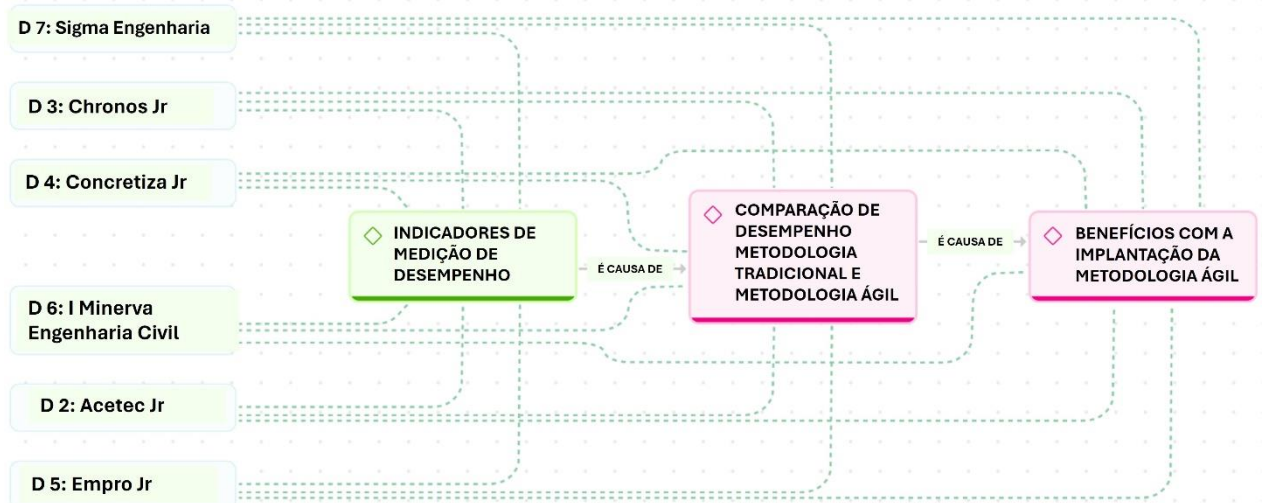 D 7: Sigma Engenharia
D 3: Chronos Jr
D 4: Concretiza Jr
D 6: I Minerva
Engenharia Civil
D 2: Acetec Jr
D 5: Empro Jr
INDICADORES DE
MEDIÇÃO DE
DESEMPENHO
É CAUSA DE
COMPARAÇÃO DE
DESEMPENHO
METODOLOGIA
TRADICIONAL E
METODOLOGIA ÁGIL
É CAUSA DE
BENEFÍCIOS COM A
IMPLANTAÇÃO DA
METODOLOGIA ÁGIL